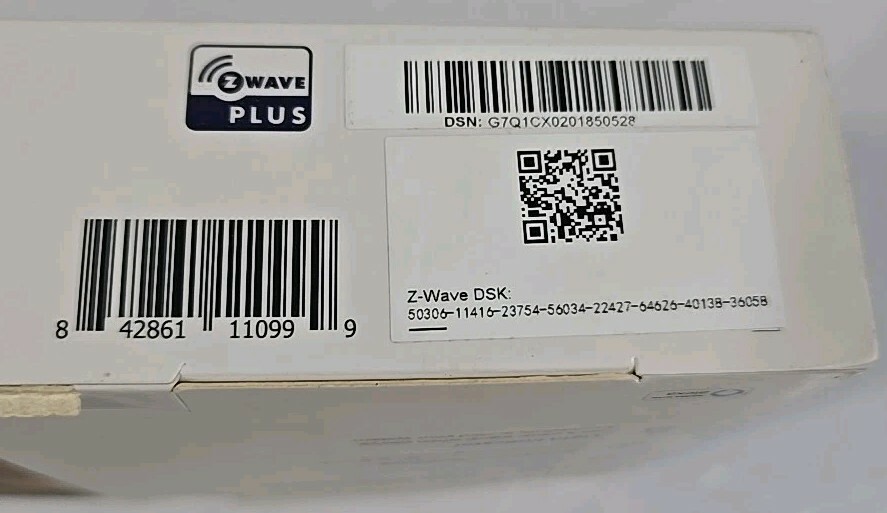 Z WAVE
PLUS
DSN: G7Q1CX0201850528
Z-Wave DSK:
50306-11416-23754-56034-22427-64626-40138-36058
8 42861 11099 9